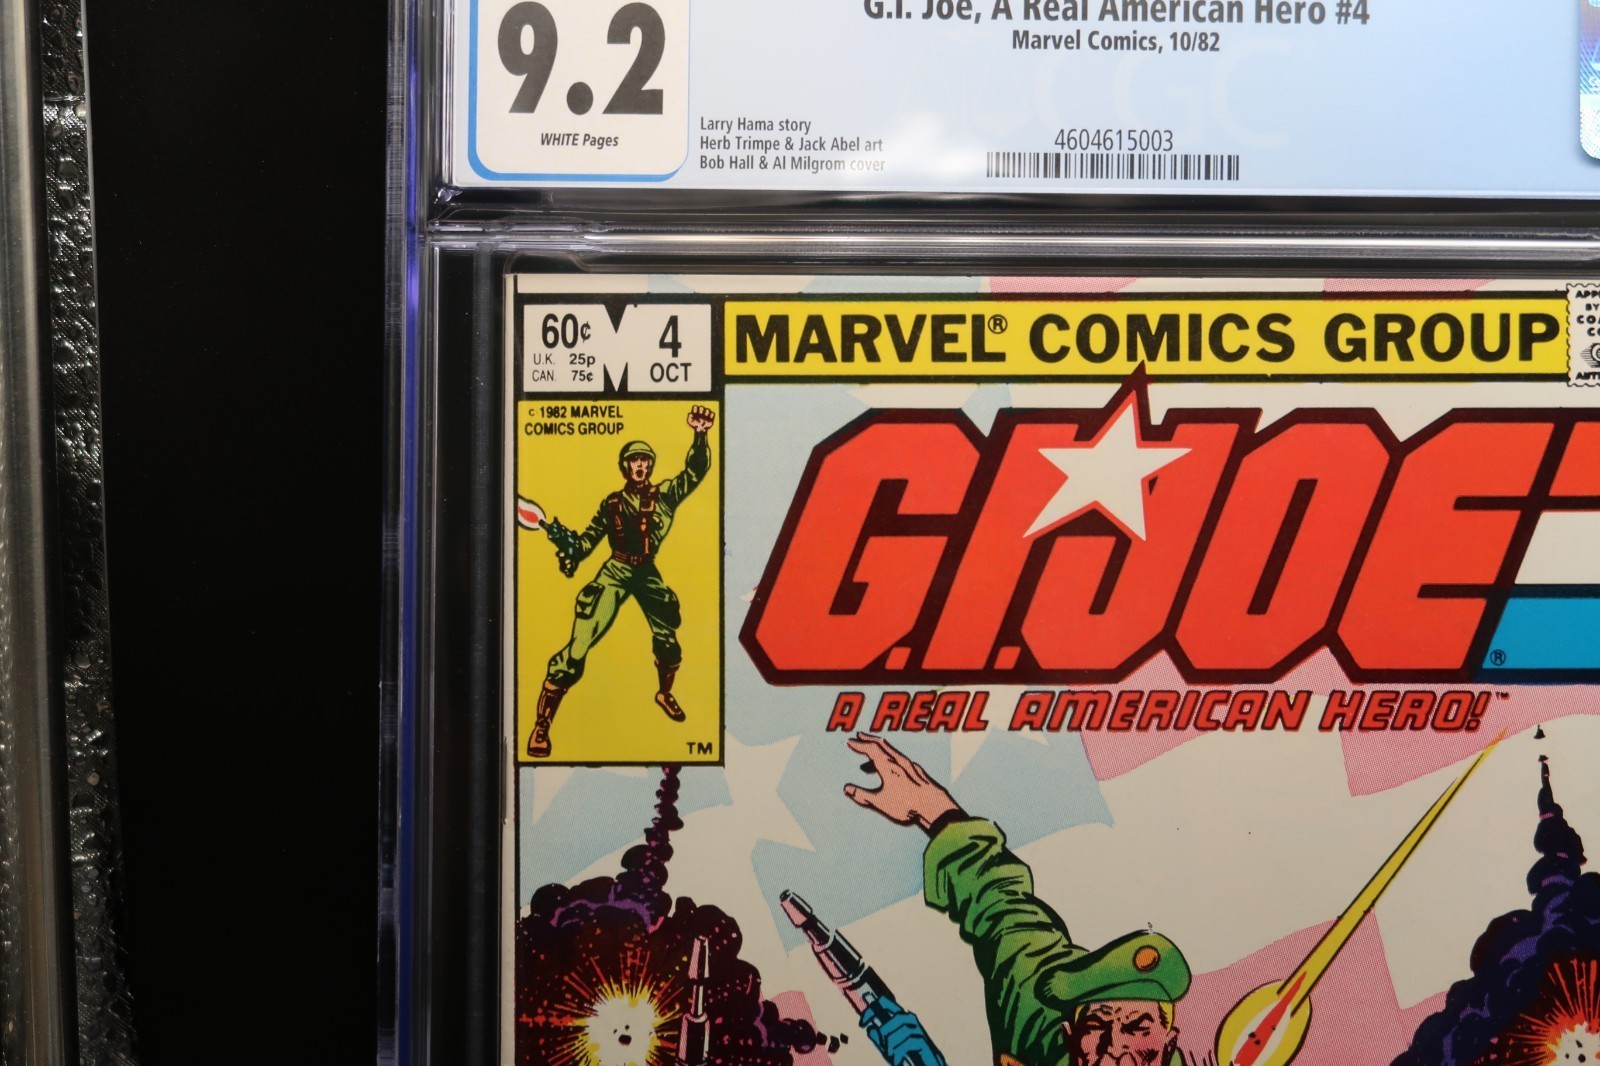 G.I. Joe, A Real American Hero #4
Marvel Comics, 10/82
9.2
WHITE Pages
Larry Hama story
Herb Trimpe & Jack Abel art
Bob Hall & Al Milgrom cover
4604615003
60¢ M 4
U.K. 25p
CAN. 75¢
OCT
MARVEL® COMICS GROUP
© 1982 MARVEL
COMICS GROUP
TM
G.I.JOE
®
A REAL AMERICAN HERO!™